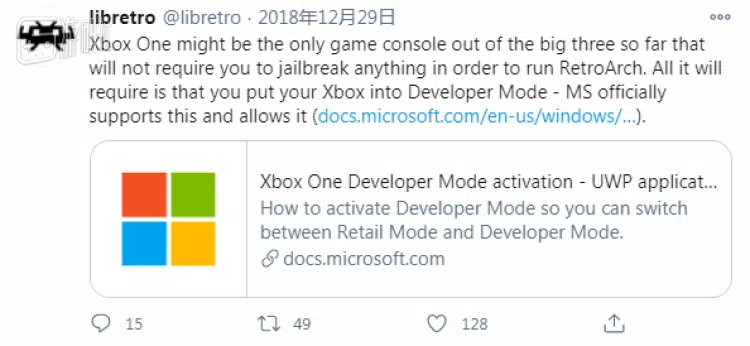 libretro @libretro · 2018年12月29日
Xbox One might be the only game console out of the big three so far that
will not require you to jailbreak anything in order to run RetroArch. All it will
require is that you put your Xbox into Developer Mode - MS officially
supports this and allows it (docs.microsoft.com/en-us/windows/...).
Xbox One Developer Mode activation - UWP applicat...
How to activate Developer Mode so you can switch
between Retail Mode and Developer Mode.
docs.microsoft.com
15 49 128